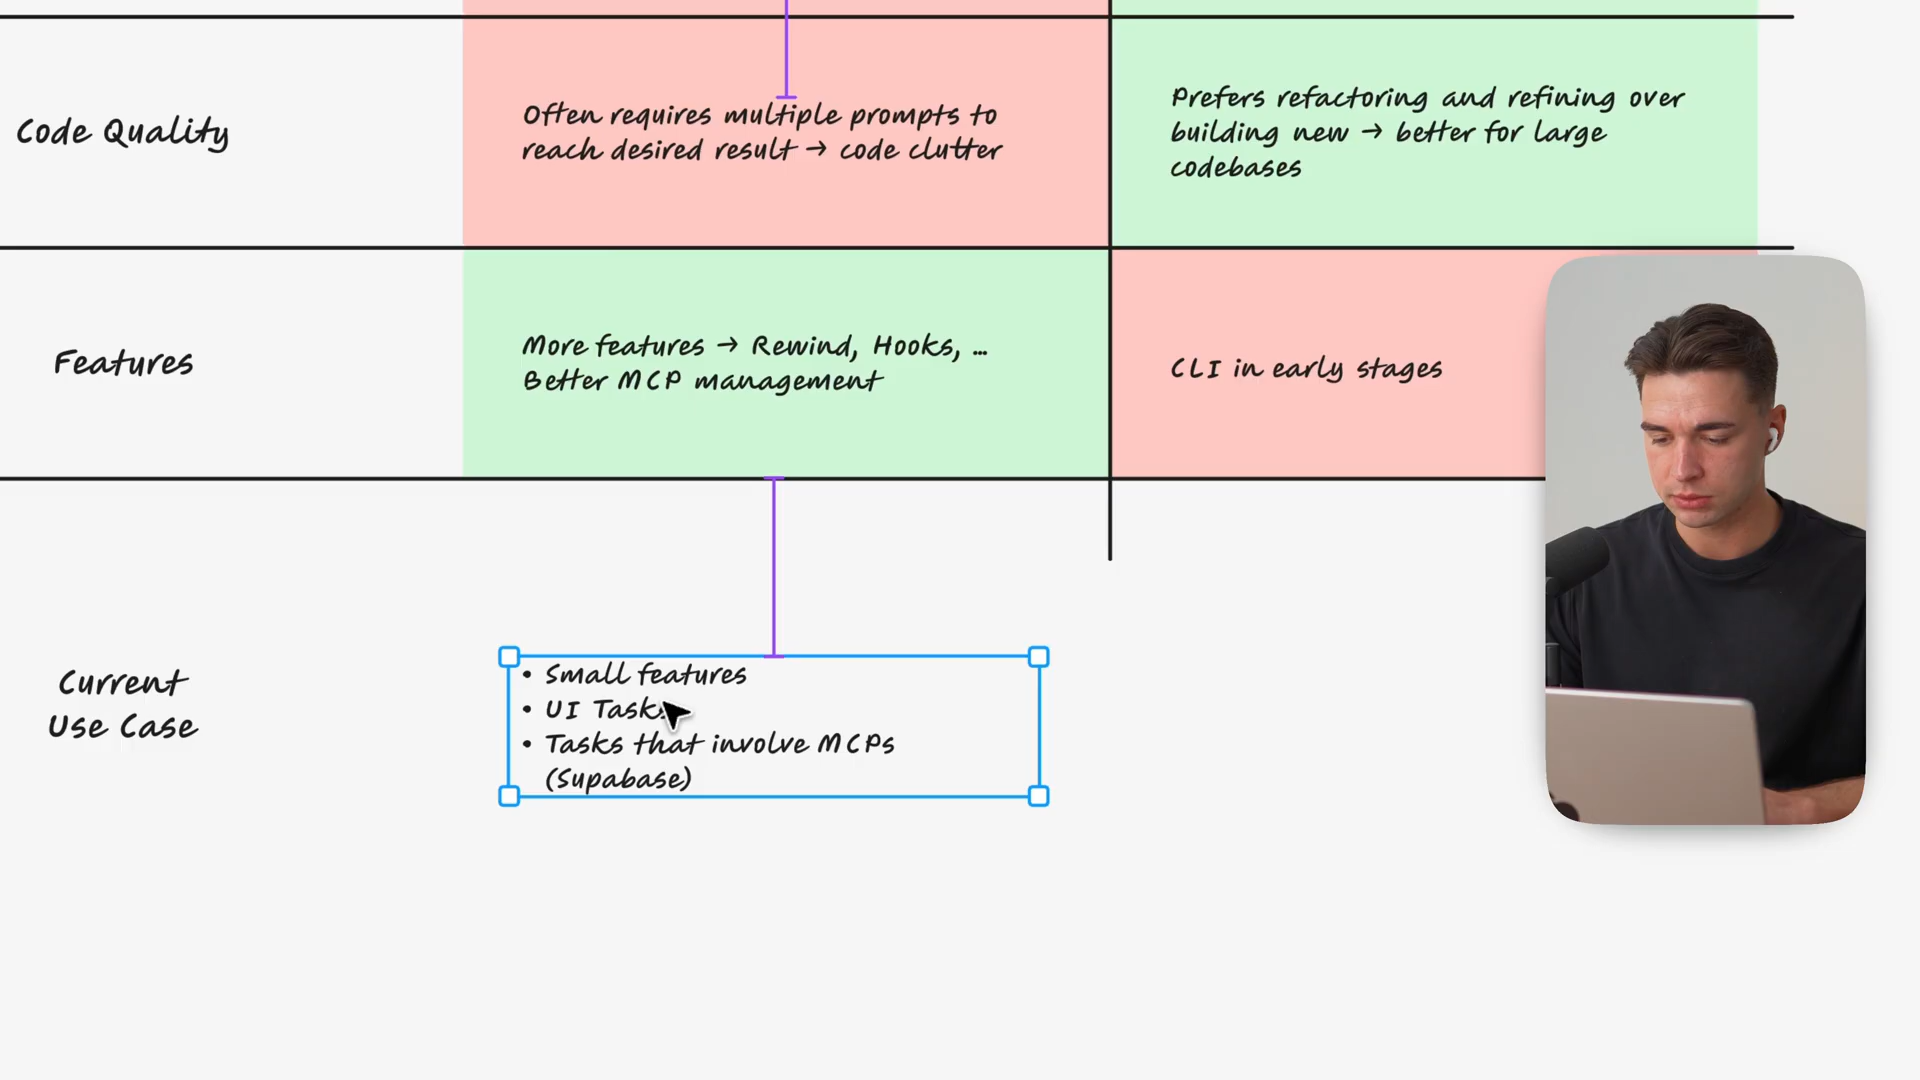 Code Quality
Often requires multiple prompts to
reach desired result → code clutter
Prefers refactoring and refining over
building new → better for large
codebases
Features
More features → Rewind, Hooks, ...
Better MCP management
CLI in early stages
Current
Use Case
• Small features
• UI Tasks
• Tasks that involve MCPs
(Supabase)